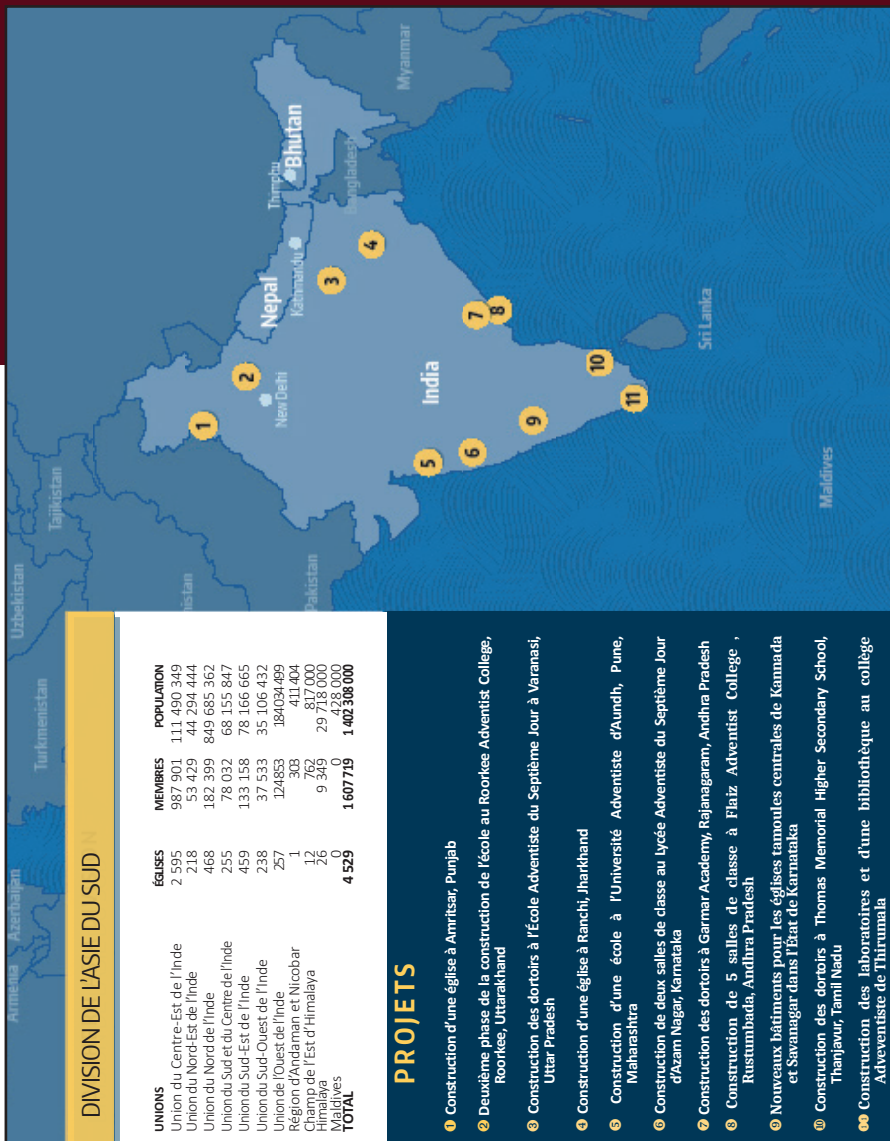 DIVISION DE L'ASIE DU SUD
UNIONS ÉGLISES MEMBRES POPULATION
Union du Centre-Est de l'Inde 2 595 987 901 111 490 349
Union du Nord-Est de l'Inde 218 53 429 44 294 444
Union du Nord de l'Inde 468 182 399 849 685 362
Union du Sud et du Centre de l'Inde 255 78 032 68 155 847
Union du Sud-Est de l'Inde 459 133 158 78 166 665
Union du Sud-Ouest de l'Inde 238 37 533 35 106 432
Union de l'Ouest de l'Inde 257 124853 184034499
Région d'Andaman et Nicobar 1 303 411404
Champ de l'Est d'Himalaya 12 762 817 000
Himalaya 26 9 349 29 718 000
Maldives 0 0 428 000
TOTAL 4 529 1 607 719 1 402 308 000
PROJETS
1 Construction d'une église à Amritsar, Punjab
2 Deuxième phase de la construction de l'école au Roorkee Adventist College,
Roorkee, Uttarakhand
3 Construction des dortoirs à l'École Adventiste du Septième Jour à Varanasi,
Uttar Pradesh
4 Construction d'une église à Ranchi, Jharkhand
5 Construction d'une école à l'Université Adventiste d'Aundh, Pune,
Maharashtra
6 Construction de deux salles de classe au Lycée Adventiste du Septième Jour
d'Azam Nagar, Karnataka
7 Construction des dortoirs à Garmar Academy, Rajanagaram, Andhra Pradesh
8 Construction de 5 salles de classe à Flaiz Adventist College ,
Rustumbada, Andhra Pradesh
9 Nouveaux bâtiments pour les églises tamoules centrales de Kannada
et Savanagar dans l'État de Karnataka
10 Construction des dortoirs à Thomas Memorial Higher Secondary School,
Thanjavur, Tamil Nadu
Construction des laboratoires et d'une bibliothèque au collège
Adveventiste de Thirumala
Armenia
Azerbaijan
Turkmenistan
Uzbekistan
Tajikistan
nistan
Pakistan
1
2
New Delhi
Nepal
Kathmandu
Thimphu
Bhutan
Bangladesh
Myanmar
3
4
India
5
6
7
8
9
10
11
Sri Lanka
Maldives